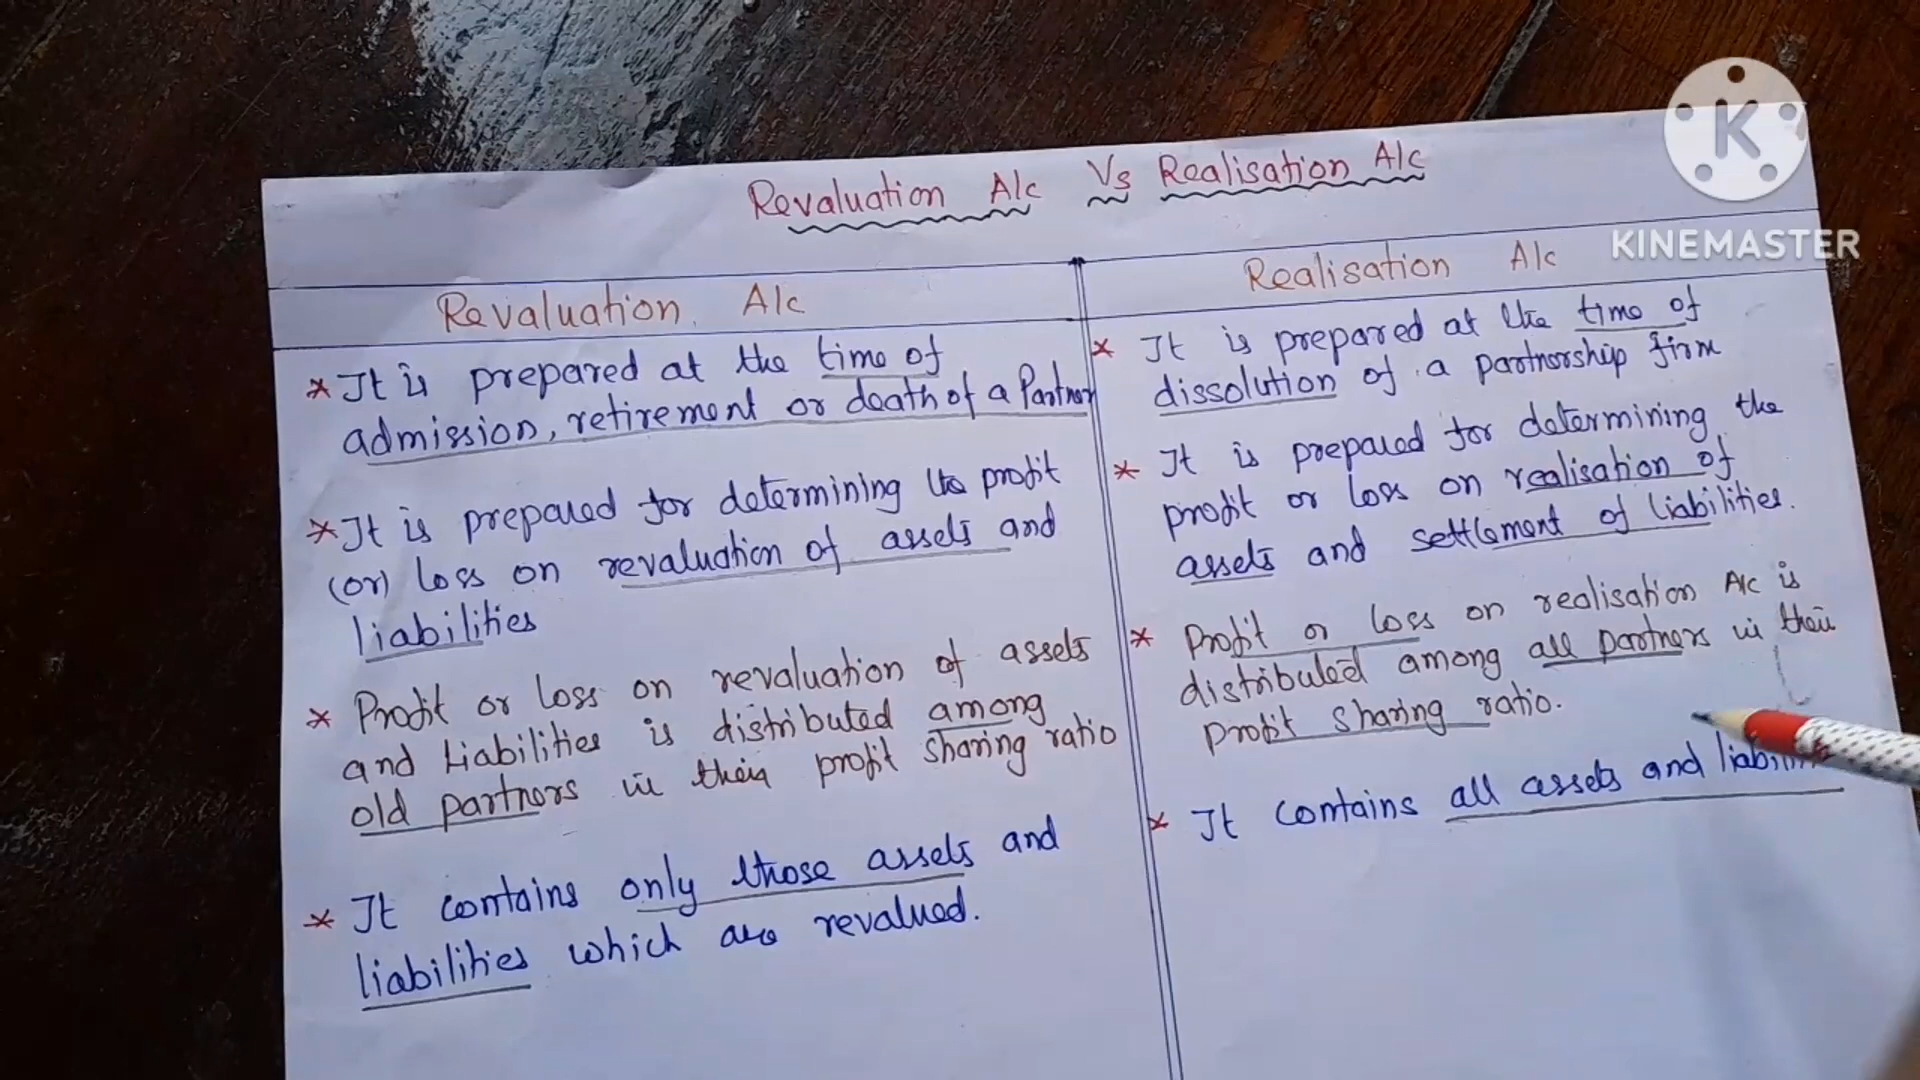 Revaluation A/c Vs Realisation A/c
K
KINEMASTER
Revaluation A/c
* It is prepared at the time of
admission, retirement or death of a Partner
* It is prepared for determining the profit
(or) loss on revaluation of assets and
liabilities
* Profit or loss on revaluation of assets
and liabilities is distributed among
old partners in their profit sharing ratio
* It contains only those assets and
liabilities which are revalued.
Realisation A/c
* It is prepared at the time of
dissolution of a partnership firm
* It is prepared for determining the
profit or loss on realisation of
assets and settlement of liabilities.
* Profit or loss on realisation A/c is
distributed among all partners in their
profit sharing ratio.
* It contains all assets and